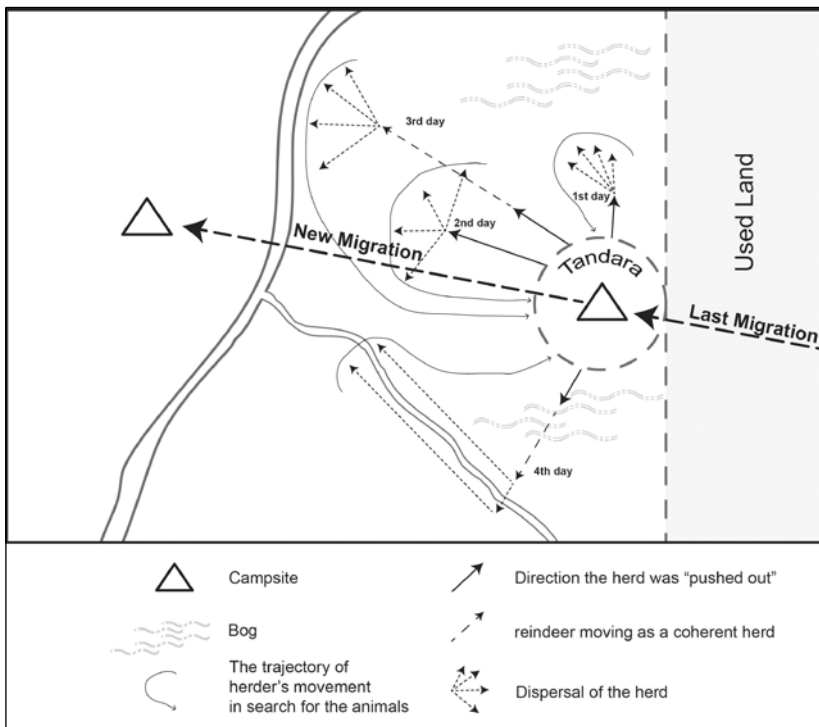 3rd day
1st day
2nd day
Tandara
Used Land
New Migration
Last Migration
4th day
Campsite
Direction the herd was “pushed out”
Bog
reindeer moving as a coherent herd
The trajectory of
herder's movement
in search for the animals
Dispersal of the herd